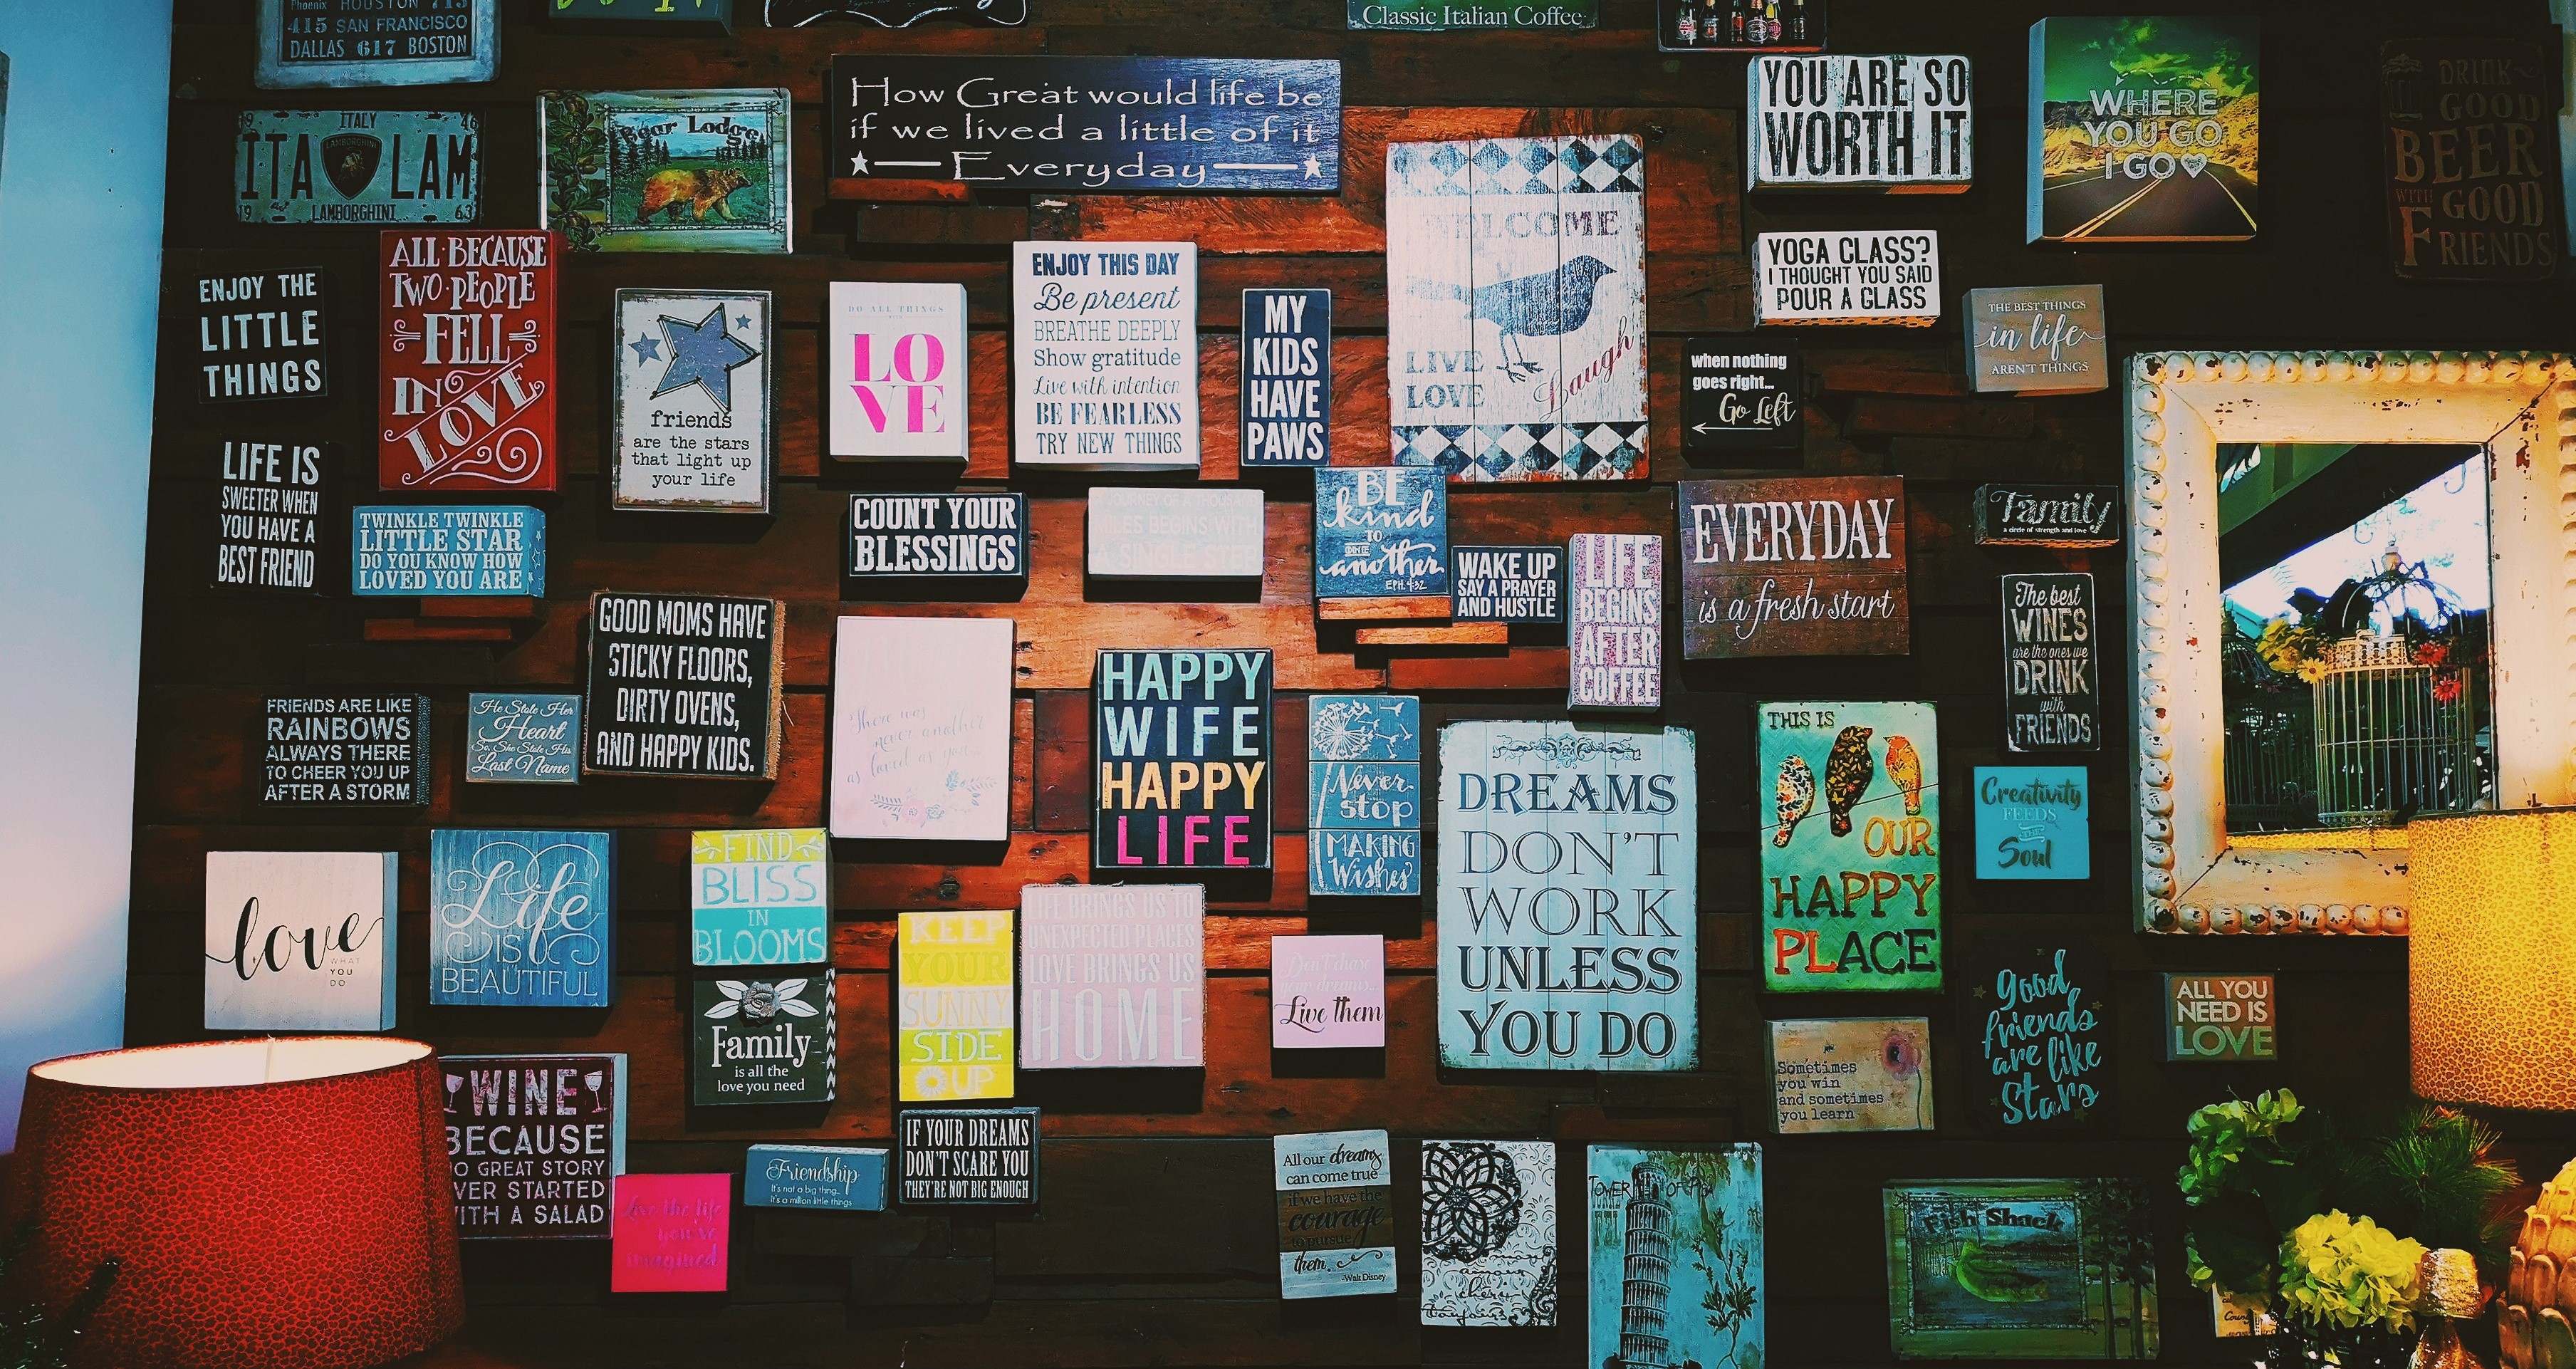 Phoenix HOUSTON 713
415 SAN FRANCISCO
DALLAS 617 BOSTON
Classic Italian Coffee
19 ITALY 46
ITA LAMBORGHINI LAM
19 LAMBORGHINI 63
Bear Lodge
How Great would life be
if we lived a little of it
Everyday
YOU ARE SO
WORTH IT
WHERE
YOU GO
I GO
DRINK
GOOD
BEER
WITH GOOD
FRIENDS
ENJOY THE
LITTLE
THINGS
ALL BECAUSE
TWO PEOPLE
FELL
IN
LOVE
friends
are the stars
that light up
your life
DO ALL THINGS
WITH
LO
VE
ENJOY THIS DAY
Be present
BREATHE DEEPLY
Show gratitude
Live with intention
BE FEARLESS
TRY NEW THINGS
MY
KIDS
HAVE
PAWS
WELCOME
LIVE
LOVE
Laugh
YOGA CLASS?
I THOUGHT YOU SAID
POUR A GLASS
THE BEST THINGS
in life
AREN'T THINGS
when nothing
goes right...
Go Left
LIFE IS
SWEETER WHEN
YOU HAVE A
BEST FRIEND
TWINKLE TWINKLE
LITTLE STAR
DO YOU KNOW HOW
LOVED YOU ARE
COUNT YOUR
BLESSINGS
BE
kind
TO
ONE
another
EPH. 4:32
WAKE UP
SAY A PRAYER
AND HUSTLE
LIFE
BEGINS
AFTER
COFFEE
EVERYDAY
is a fresh start
Family
a circle of strength and love
The best
WINES
are the ones we
DRINK
with
FRIENDS
GOOD MOMS HAVE
STICKY FLOORS,
DIRTY OVENS,
AND HAPPY KIDS.
FRIENDS ARE LIKE
RAINBOWS
ALWAYS THERE
TO CHEER YOU UP
AFTER A STORM
He Stole Her
Heart
So, She Stole His
Last Name
There was
never another
as loved as you
HAPPY
WIFE
HAPPY
LIFE
Never
stop
MAKING
Wishes
DREAMS
DON'T
WORK
UNLESS
YOU DO
THIS IS
OUR
HAPPY
PLACE
Creativity
FEEDS
THE
Soul
love
WHAT
YOU
DO
Life
IS
BEAUTIFUL
FIND
BLISS
IN
BLOOMS
Family
is all the
love you need
KEEP
YOUR
SUNNY
SIDE
UP
LIFE BRINGS US TO
UNEXPECTED PLACES
LOVE BRINGS US
HOME
Don't chase
your dreams...
Live them
Good
friends
are like
Stars
ALL YOU
NEED IS
LOVE
Sometimes
you win
and sometimes
you learn
WINE
BECAUSE
O GREAT STORY
VER STARTED
ITH A SALAD
Live the life
you've
imagined
Friendship
It's not a big thing...
it's a million little things
IF YOUR DREAMS
DON'T SCARE YOU
THEY'RE NOT BIG ENOUGH
All our dreams
can come true
if we have the
courage
to pursue
them.
-Walt Disney
amour
cheri
toujours
TOWER OF PISA
Fish Shack